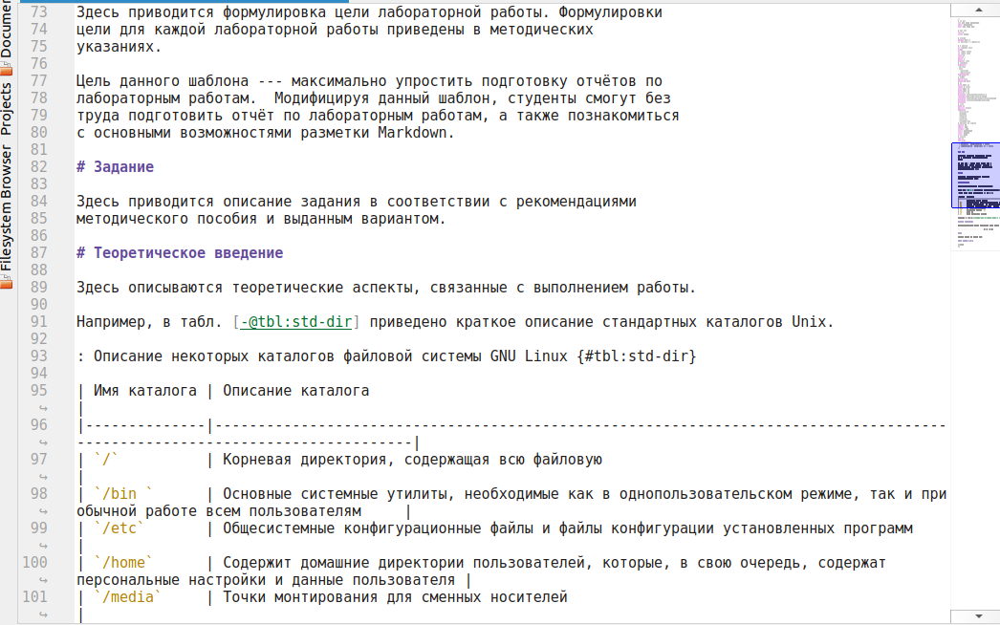 73 Здесь приводится формулировка цели лабораторной работы. Формулировки
74 цели для каждой лабораторной работы приведены в методических
75 указаниях.
76
77 Цель данного шаблона --- максимально упростить подготовку отчётов по
78 лабораторным работам.  Модифицируя данный шаблон, студенты смогут без
79 труда подготовить отчёт по лабораторным работам, а также познакомиться
80 с основными возможностями разметки Markdown.
81
82 # Задание
83
84 Здесь приводится описание задания в соответствии с рекомендациями
85 методического пособия и выданным вариантом.
86
87 # Теоретическое введение
88
89 Здесь описываются теоретические аспекты, связанные с выполнением работы.
90
91 Например, в табл. [-@tbl:std-dir] приведено краткое описание стандартных каталогов Unix.
92
93 : Описание некоторых каталогов файловой системы GNU Linux {#tbl:std-dir}
94
95 | Имя каталога | Описание каталога
↪ |
96 |--------------|-------------------------------------------------------------------------------------
↪ ---------------------------------------|
97 | `/`          | Корневая директория, содержащая всю файловую
↪ |
98 | `/bin `      | Основные системные утилиты, необходимые как в однопользовательском режиме, так и при
↪ обычной работе всем пользователям     |
99 | `/etc`       | Общесистемные конфигурационные файлы и файлы конфигурации установленных программ
↪ |
100 | `/home`      | Содержит домашние директории пользователей, которые, в свою очередь, содержат
↪ персональные настройки и данные пользователя |
101 | `/media`     | Точки монтирования для сменных носителей
↪ |
Projects
Filesystem Browser